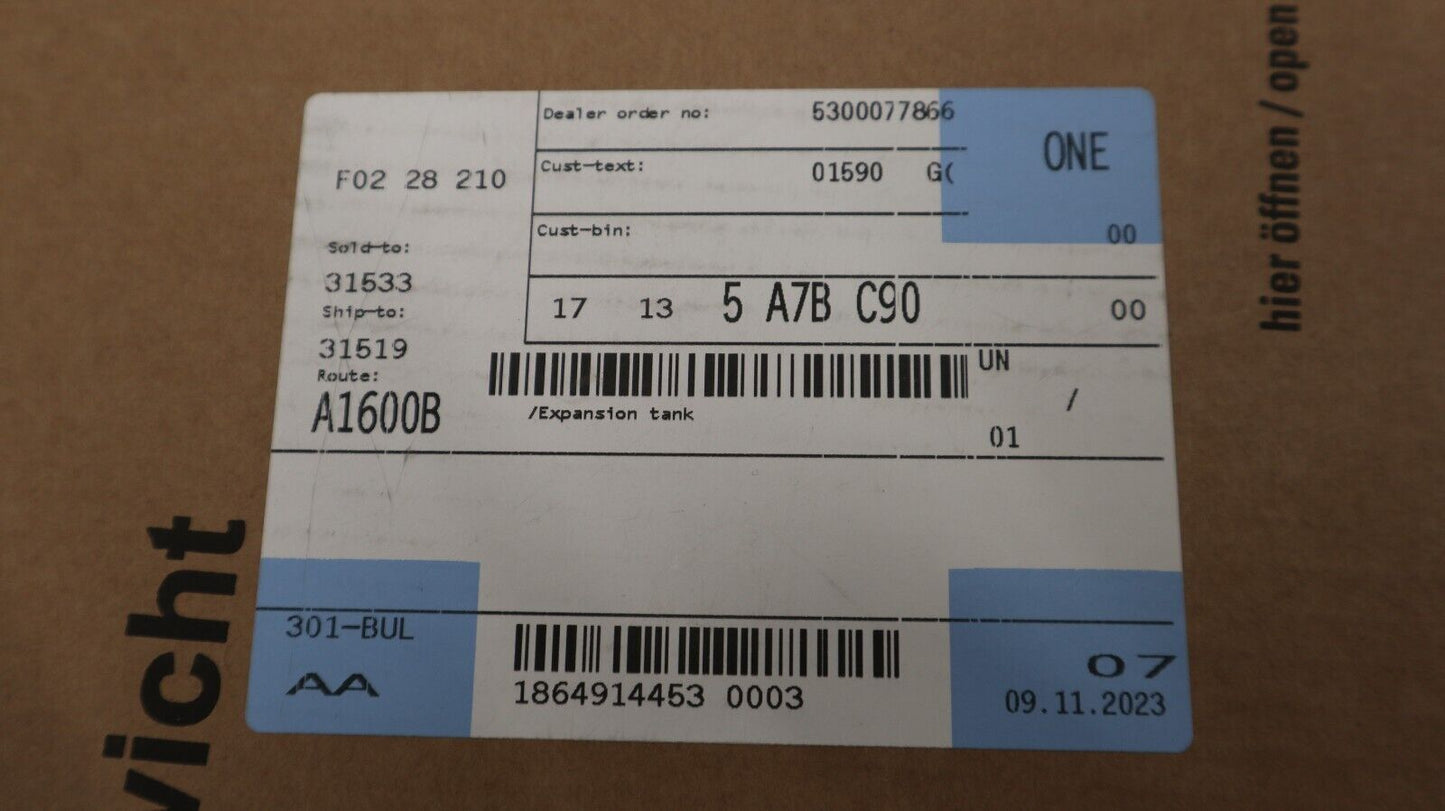 Dealer order no: 5300077866
ONE
F02 28 210
Cust-text: 01590 G(
Cust-bin:
00
Sold-to:
31533
17 13 5 A7B C90 00
Ship-to:
31519
UN
Route:
A1600B
/Expansion tank
/
01
301-BUL
AA
1864914453 0003
07
09.11.2023
hier öffnen / open
wicht